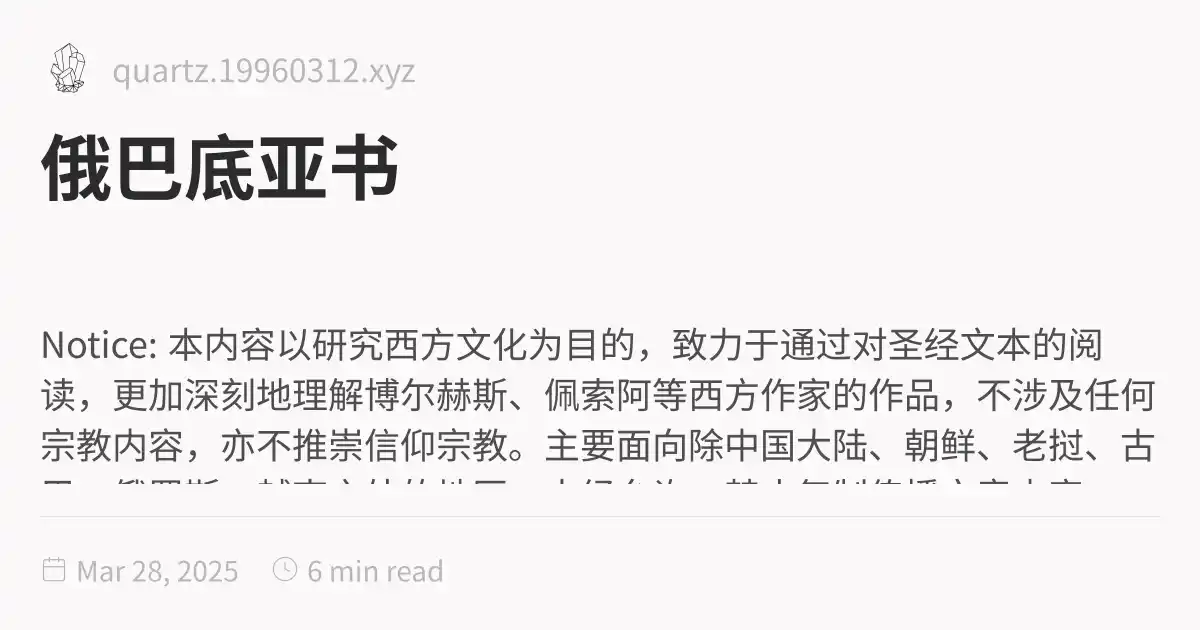 quartz.19960312.xyz
俄巴底亚书
Notice: 本内容以研究西方文化为目的，致力于通过对圣经文本的阅
读，更加深刻地理解博尔赫斯、佩索阿等西方作家的作品，不涉及任何
宗教内容，亦不推崇信仰宗教。主要面向除中国大陆、朝鲜、老挝、古
Mar 28, 2025
6 min read